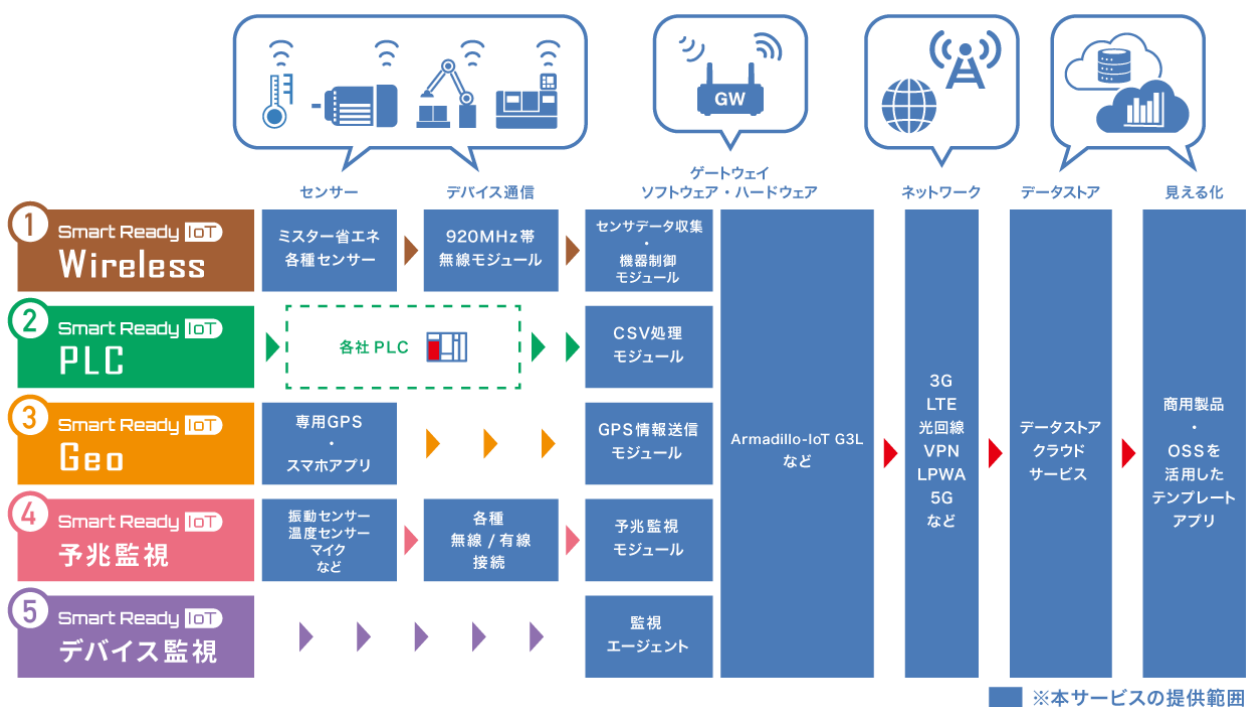 GW
センサー
デバイス通信
ゲートウェイ
ソフトウェア・ハードウェア
ネットワーク
データストア
見える化
1
Smart Ready IoT
Wireless
ミスター省エネ
各種センサー
920MHz帯
無線モジュール
センサデータ収集
・
機器制御
モジュール
2
Smart Ready IoT
PLC
各社PLC
CSV処理
モジュール
3
Smart Ready IoT
Geo
専用GPS
・
スマホアプリ
GPS情報送信
モジュール
4
Smart Ready IoT
予兆監視
振動センサー
温度センサー
マイク
など
各種
無線 / 有線
接続
予兆監視
モジュール
5
Smart Ready IoT
デバイス監視
監視
エージェント
Armadillo-IoT G3L
など
3G
LTE
光回線
VPN
LPWA
5G
など
データストア
クラウド
サービス
商用製品
・
OSSを
活用した
テンプレート
アプリ
※本サービスの提供範囲